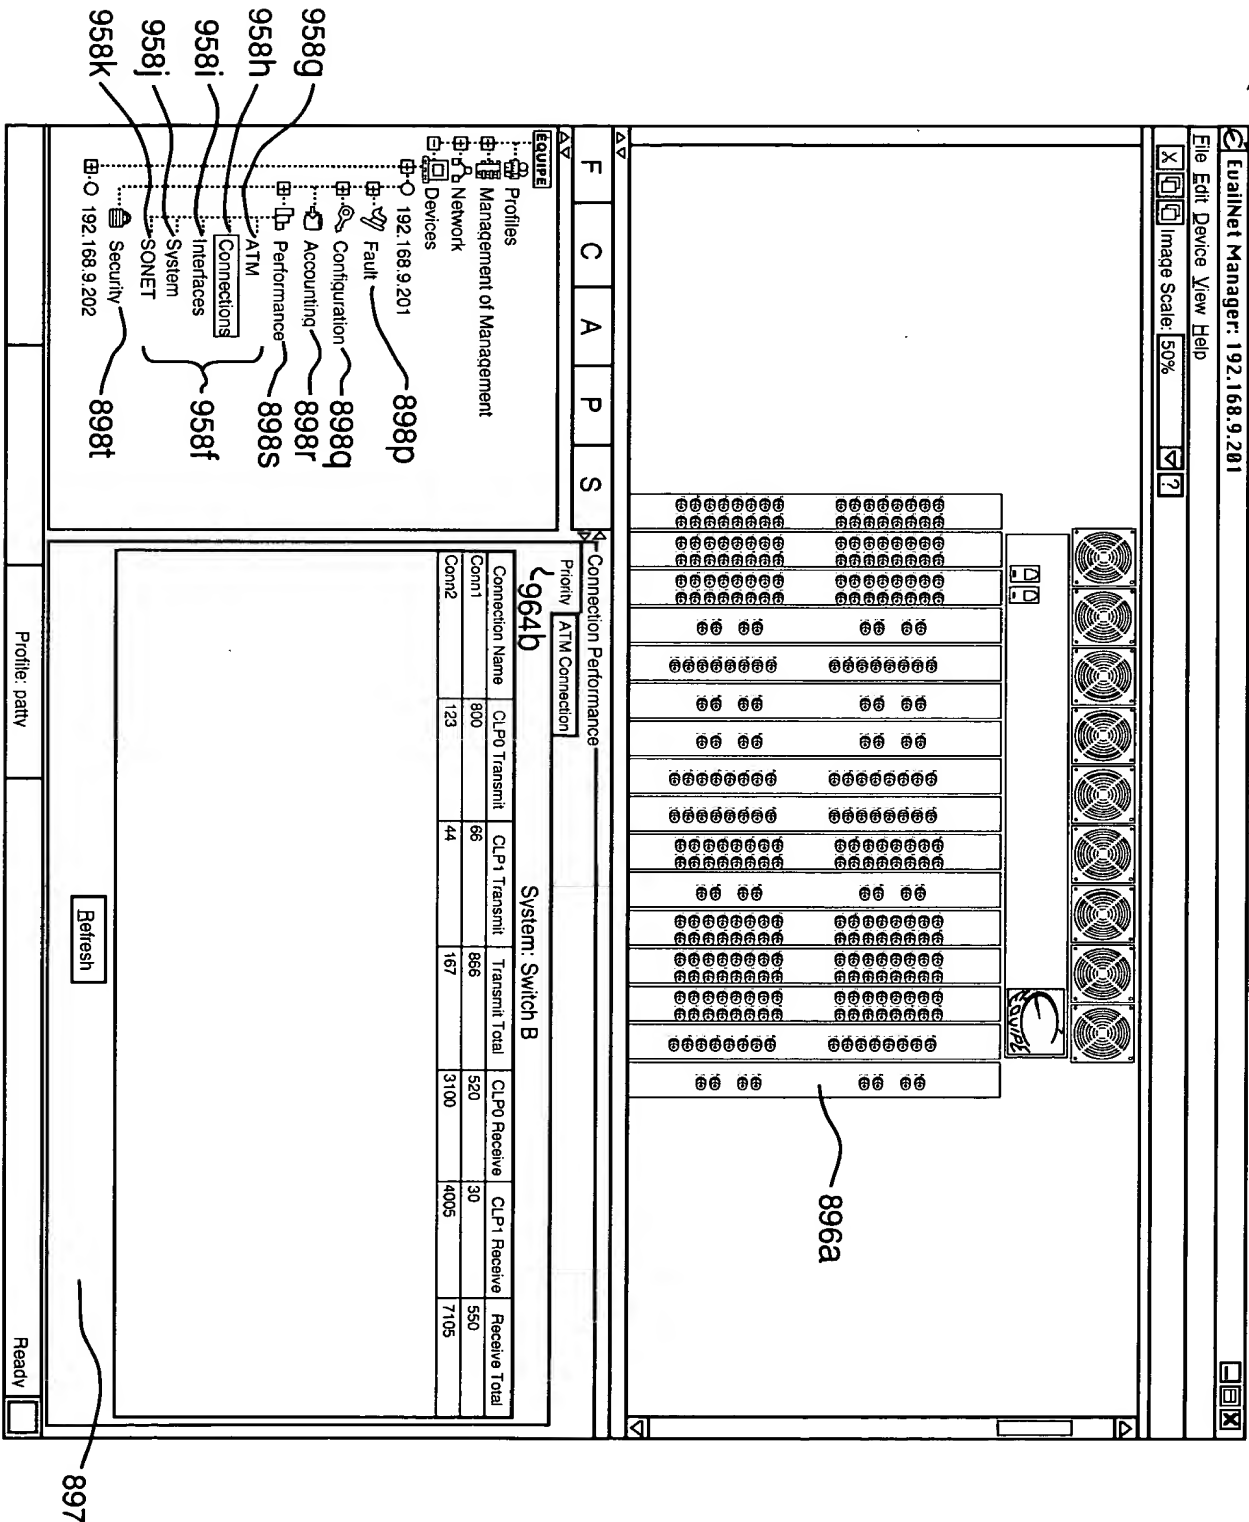 EuailNet Manager: 192.168.9.201
File Edit Device View Help
X Image Scale: 50% ?
EQUIPE
896a
F C A P S
EQUIPE
Profiles
Management of Management
Network
Devices
192.168.9.201
Fault
Configuration
Accounting
Performance
ATM
Connections
Interfaces
System
SONET
Security
192.168.9.202
958g
958h
958i
958j
958k
898p
898q
898r
898s
958f
898t
Connection Performance
Priority ATM Connection
964b
System: Switch B
Connection Name CLP0 Transmit CLP1 Transmit Transmit Total CLP0 Receive CLP1 Receive Receive Total
Conn1 800 66 866 520 30 550
Conn2 123 44 167 3100 4005 7105
Refresh
897
Profile: patty
Ready